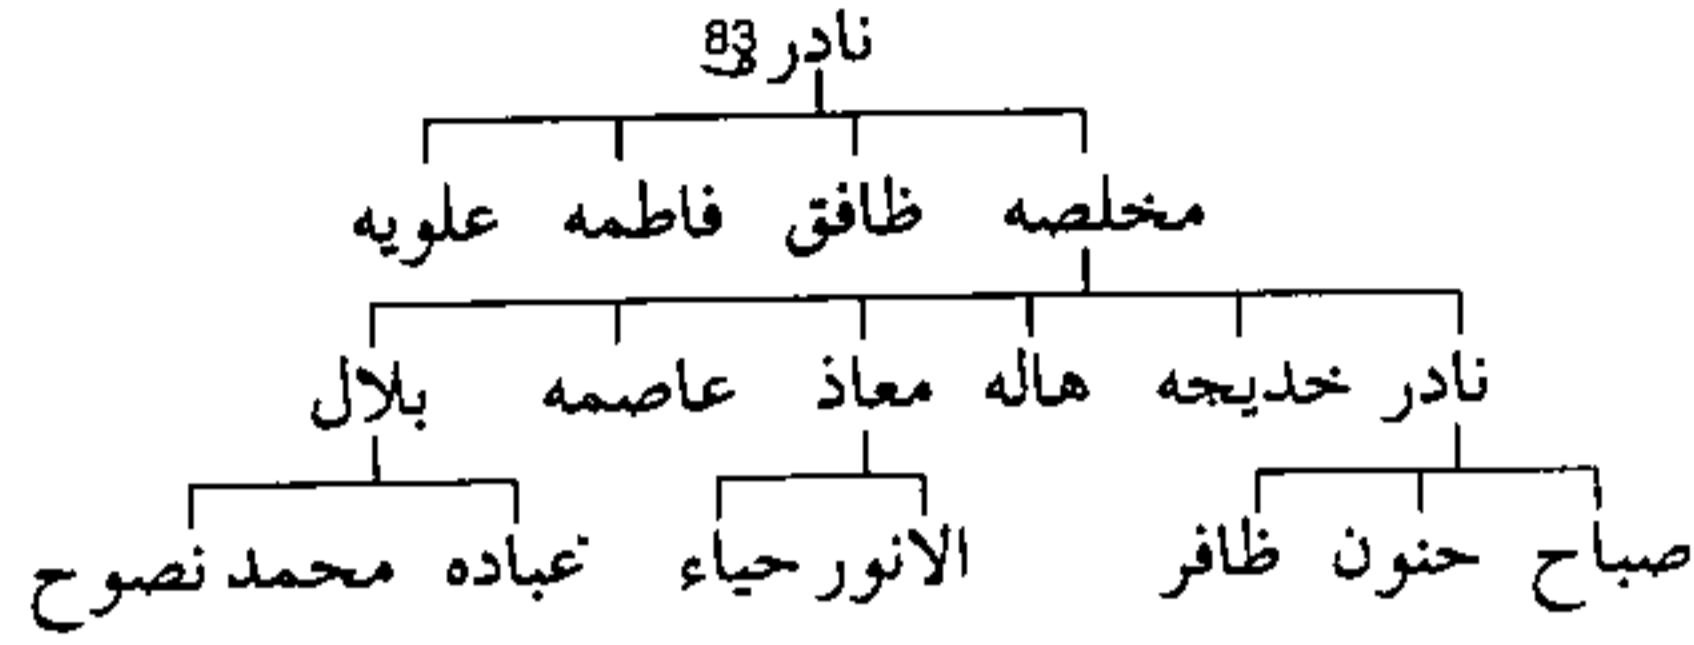 نادر 83
مخلصه ظافق فاطمه علويه
نادر خديجه هاله معاذ عاصمه بلال
صباح حنون ظافر الانور حياء عباده محمد نصوح